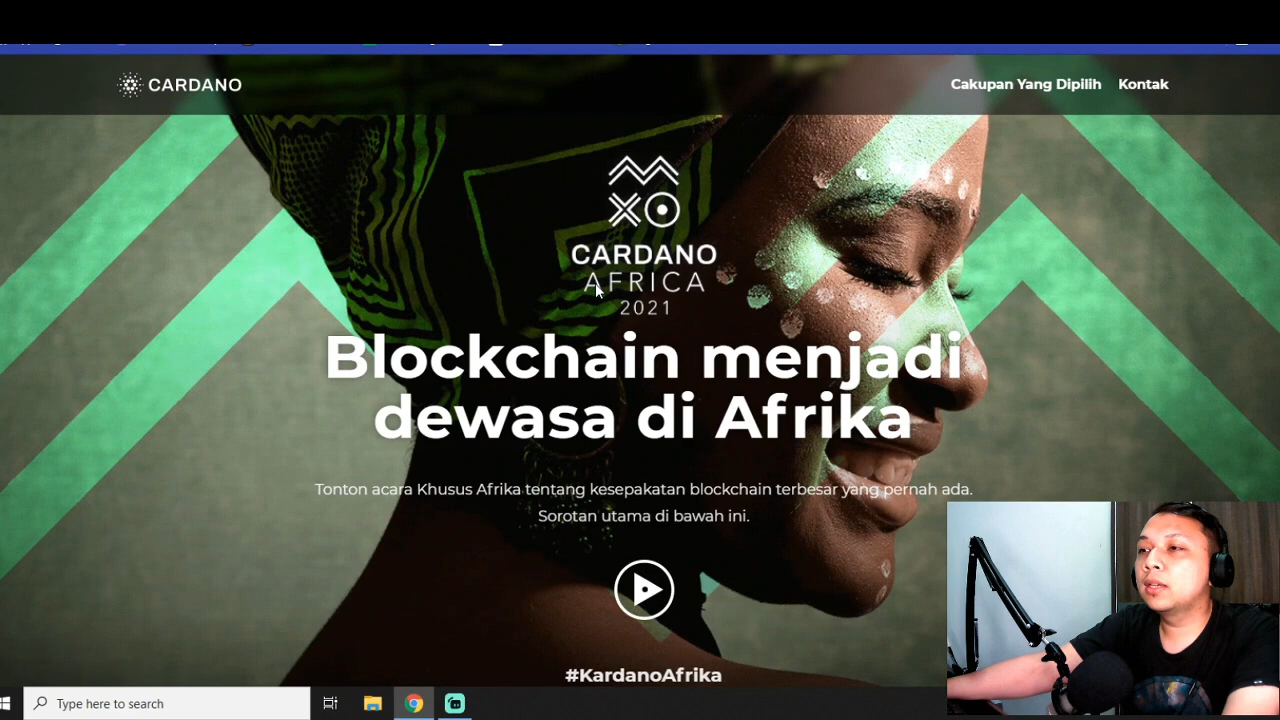 CARDANO
Cakupan Yang Dipilih Kontak
CARDANO
AFRICA
2021
Blockchain menjadi
dewasa di Afrika
Tonton acara Khusus Afrika tentang kesepakatan blockchain terbesar yang pernah ada.
Sorotan utama di bawah ini.
#KardanoAfrika
Type here to search